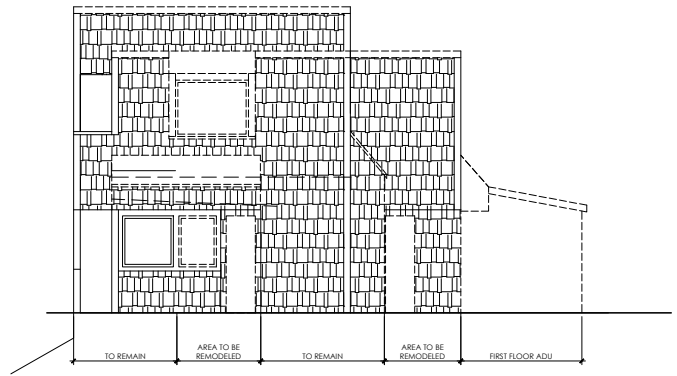 TO REMAIN
AREA TO BE
REMODELED
TO REMAIN
AREA TO BE
REMODELED
FIRST FLOOR ADU